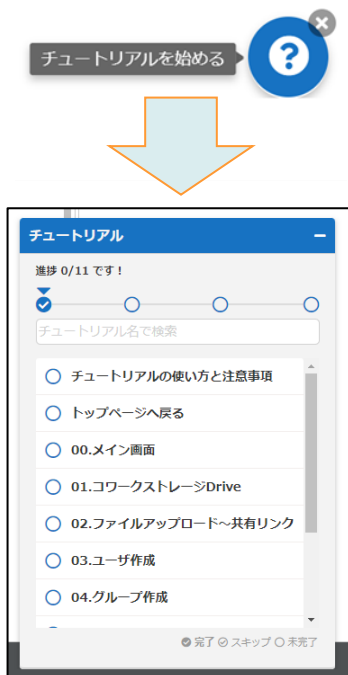 チュートリアルを始める
チュートリアル
進捗 0/11 です！
チュートリアル名で検索
チュートリアルの使い方と注意事項
トップページへ戻る
00.メイン画面
01.コワークストレージDrive
02.ファイルアップロード～共有リンク
03.ユーザ作成
04.グループ作成
完了 スキップ 未完了